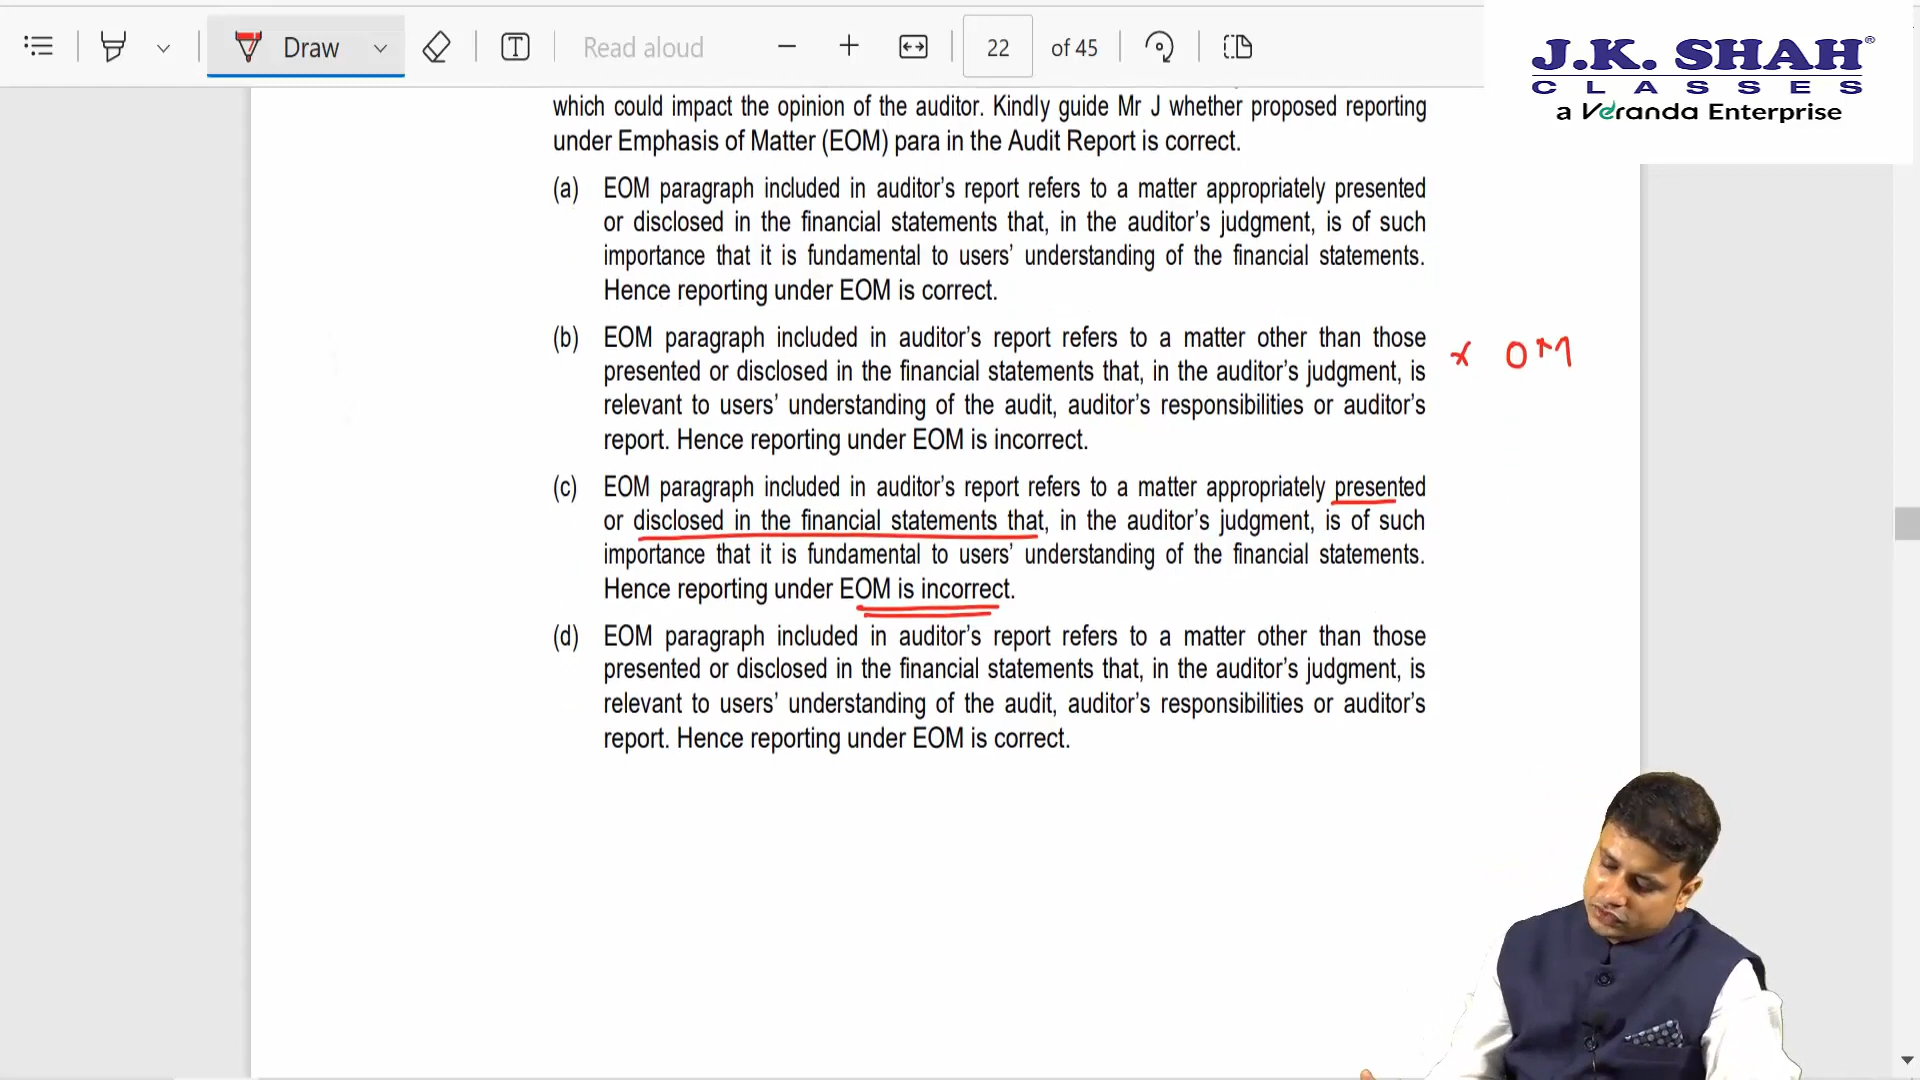 Draw
Read aloud
22
of 45
J.K. SHAH®
CLASSES
a Veranda Enterprise
which could impact the opinion of the auditor. Kindly guide Mr J whether proposed reporting
under Emphasis of Matter (EOM) para in the Audit Report is correct.
(a) EOM paragraph included in auditor’s report refers to a matter appropriately presented
or disclosed in the financial statements that, in the auditor’s judgment, is of such
importance that it is fundamental to users’ understanding of the financial statements.
Hence reporting under EOM is correct.
(b) EOM paragraph included in auditor’s report refers to a matter other than those
presented or disclosed in the financial statements that, in the auditor’s judgment, is
relevant to users’ understanding of the audit, auditor’s responsibilities or auditor’s
report. Hence reporting under EOM is incorrect.
x OM
(c) EOM paragraph included in auditor’s report refers to a matter appropriately presented
or disclosed in the financial statements that, in the auditor’s judgment, is of such
importance that it is fundamental to users’ understanding of the financial statements.
Hence reporting under EOM is incorrect.
(d) EOM paragraph included in auditor’s report refers to a matter other than those
presented or disclosed in the financial statements that, in the auditor’s judgment, is
relevant to users’ understanding of the audit, auditor’s responsibilities or auditor’s
report. Hence reporting under EOM is correct.